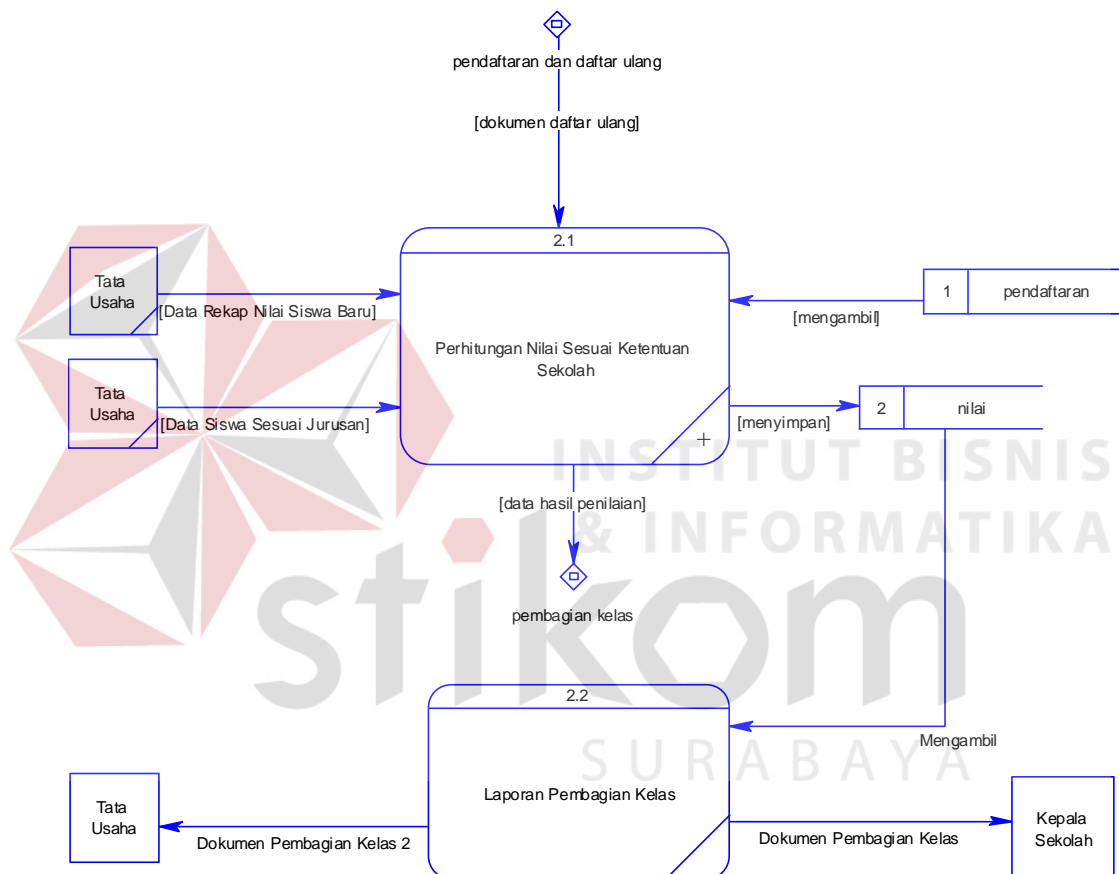 pendaftaran dan daftar ulang
[dokumen daftar ulang]
2.1
Tata
Usaha
[Data Rekap Nilai Siswa Baru]
1
pendaftaran
[mengambil]
Perhitungan Nilai Sesuai Ketentuan
Sekolah
Tata
Usaha
[Data Siswa Sesuai Jurusan]
2
nilai
[menyimpan]
+
INSTITUT BISNIS
[data hasil penilaian]
& INFORMATIKA
stikom
pembagian kelas
2.2
Mengambil
SURABAYA
Laporan Pembagian Kelas
Tata
Usaha
Dokumen Pembagian Kelas 2
Dokumen Pembagian Kelas
Kepala
Sekolah